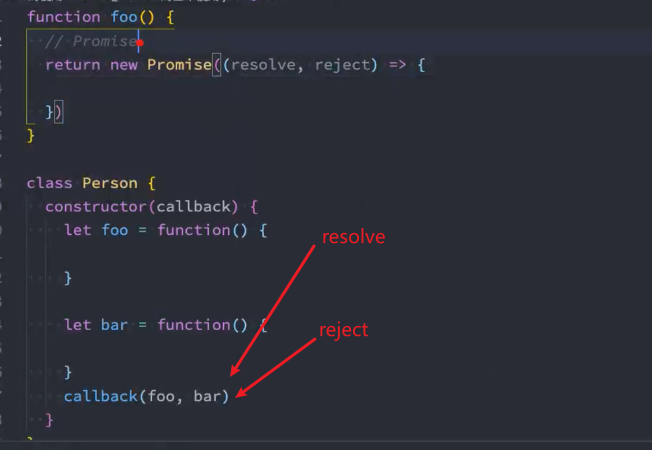 function foo() {
// Promise
return new Promise((resolve, reject) => {
})
}
class Person {
constructor(callback) {
let foo = function() {
resolve
}
let bar = function() {
reject
}
callback(foo, bar)
}